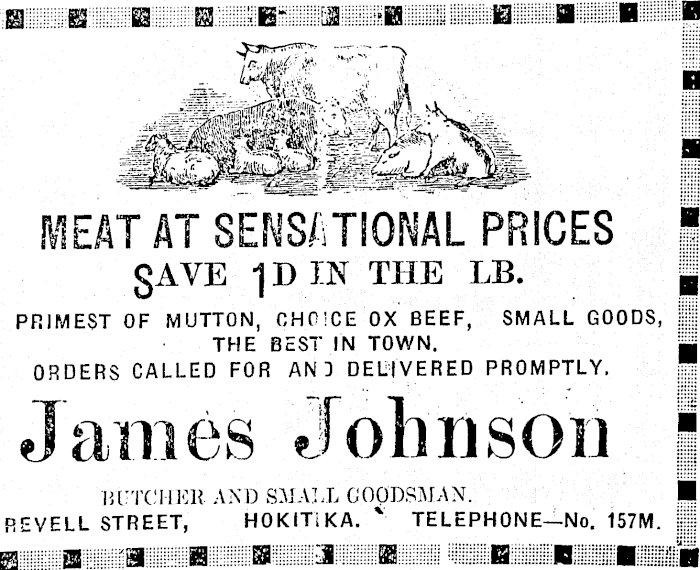 MEAT AT SENSATIONAL PRICES
SAVE 1D IN THE LB.
PRIMEST OF MUTTON, CHOICE OX BEEF, SMALL GOODS,
THE BEST IN TOWN.
ORDERS CALLED FOR AND DELIVERED PROMPTLY.
James Johnson
BUTCHER AND SMALL GOODSMAN.
REVELL STREET, HOKITIKA. TELEPHONE—No. 157M.